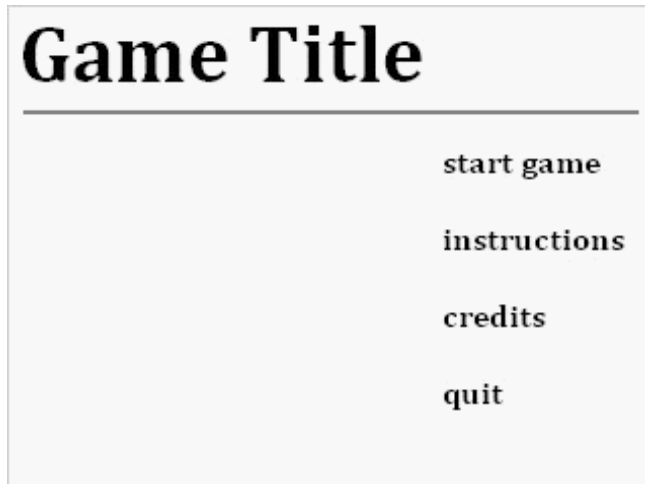 Game Title
start game
instructions
credits
quit